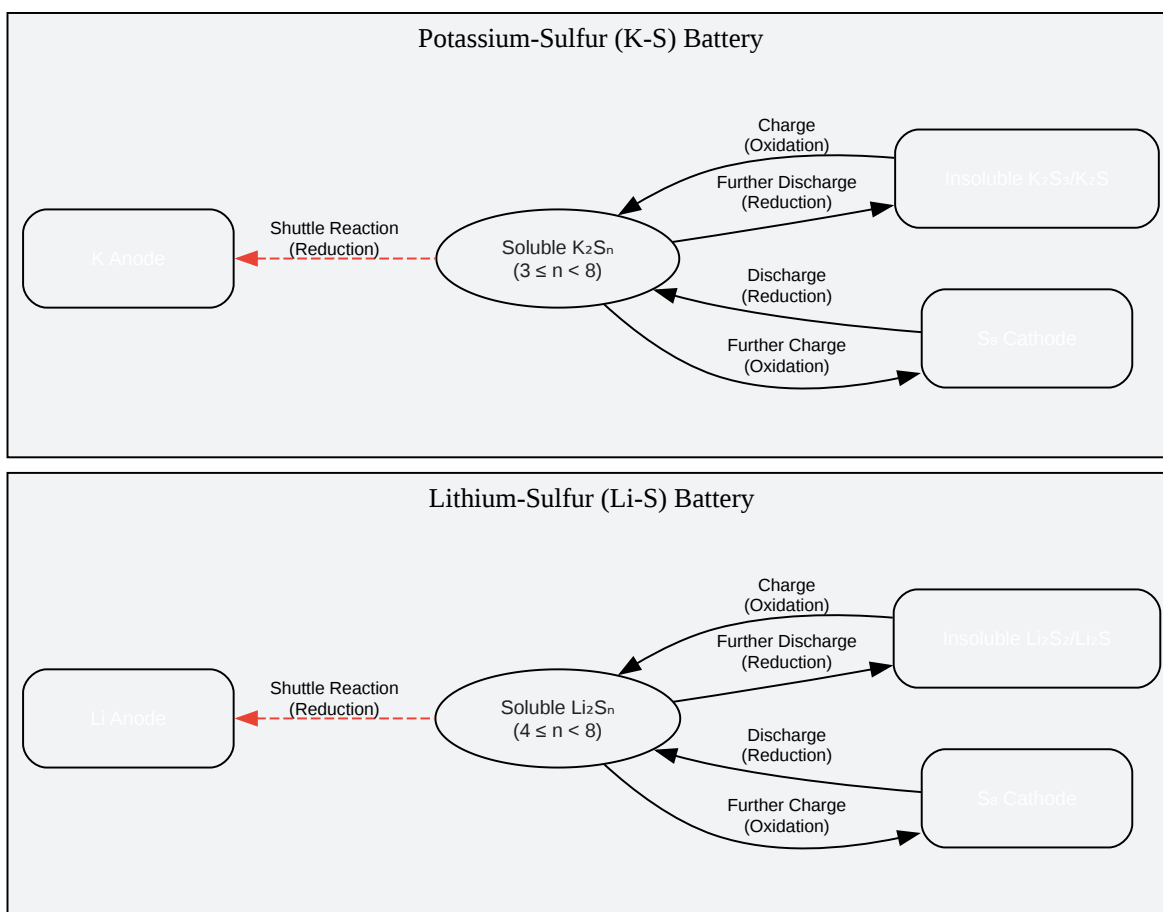 Potassium-Sulfur (K-S) Battery
Charge
(Oxidation)
Insoluble K₂S₃/K₂S
Further Discharge
(Reduction)
Shuttle Reaction
(Reduction)
K Anode
Soluble K₂Sₙ
(3 ≤ n < 8)
Discharge
(Reduction)
S₈ Cathode
Further Charge
(Oxidation)
Lithium-Sulfur (Li-S) Battery
Charge
(Oxidation)
Insoluble Li₂S₂/Li₂S
Further Discharge
(Reduction)
Shuttle Reaction
(Reduction)
Li Anode
Soluble Li₂Sₙ
(4 ≤ n < 8)
Discharge
(Reduction)
S₈ Cathode
Further Charge
(Oxidation)